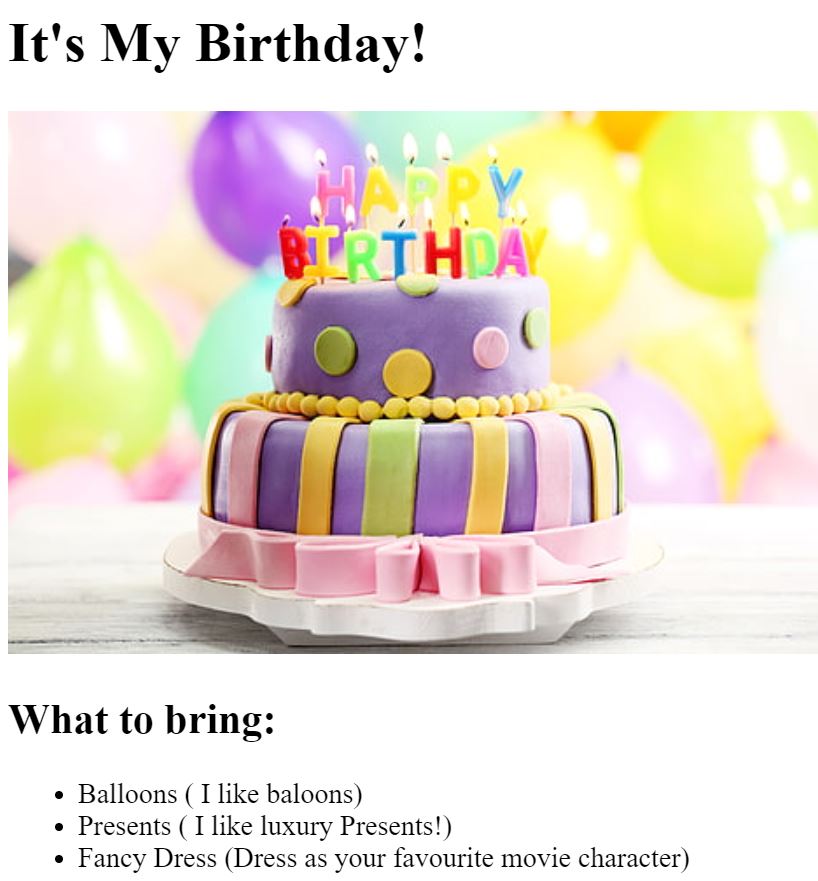 It's My Birthday!
HAPPY
BIRTHDAY
What to bring:
Balloons ( I like baloons)
Presents ( I like luxury Presents!)
Fancy Dress (Dress as your favourite movie character)